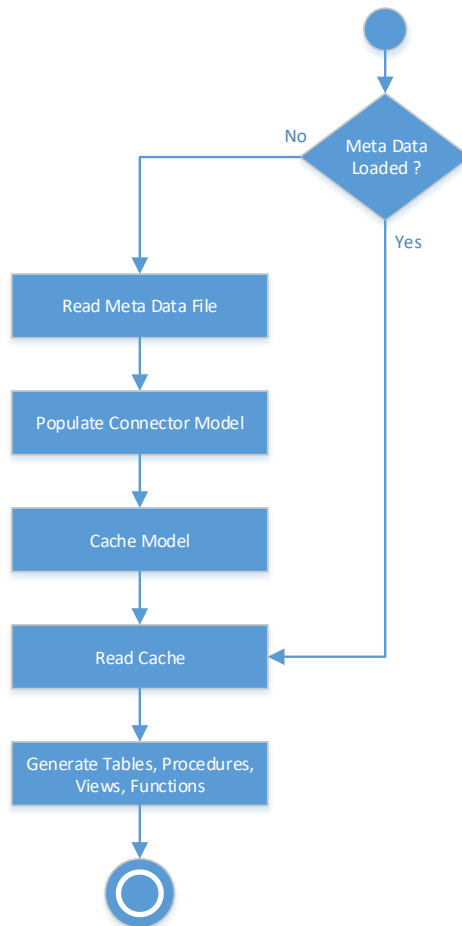 Meta Data
Loaded ?
No
Yes
Read Meta Data File
Populate Connector Model
Cache Model
Read Cache
Generate Tables, Procedures,
Views, Functions